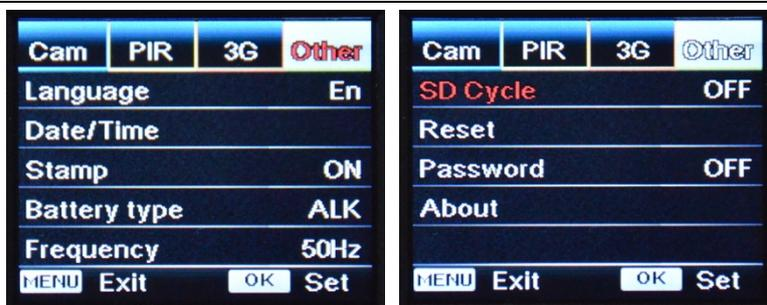 Cam PIR 3G Other
Language En
Date/Time
Stamp ON
Battery type ALK
Frequency 50Hz
MENU Exit OK Set
Cam PIR 3G Other
SD Cycle OFF
Reset
Password OFF
About
MENU Exit OK Set